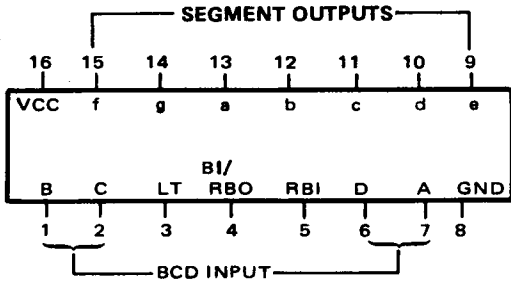 SEGMENT OUTPUTS
16 15 14 13 12 11 10 9
VCC f g a b c d e
BI/
B C LT RBO RBI D A GND
1 2 3 4 5 6 7 8
BCD INPUT